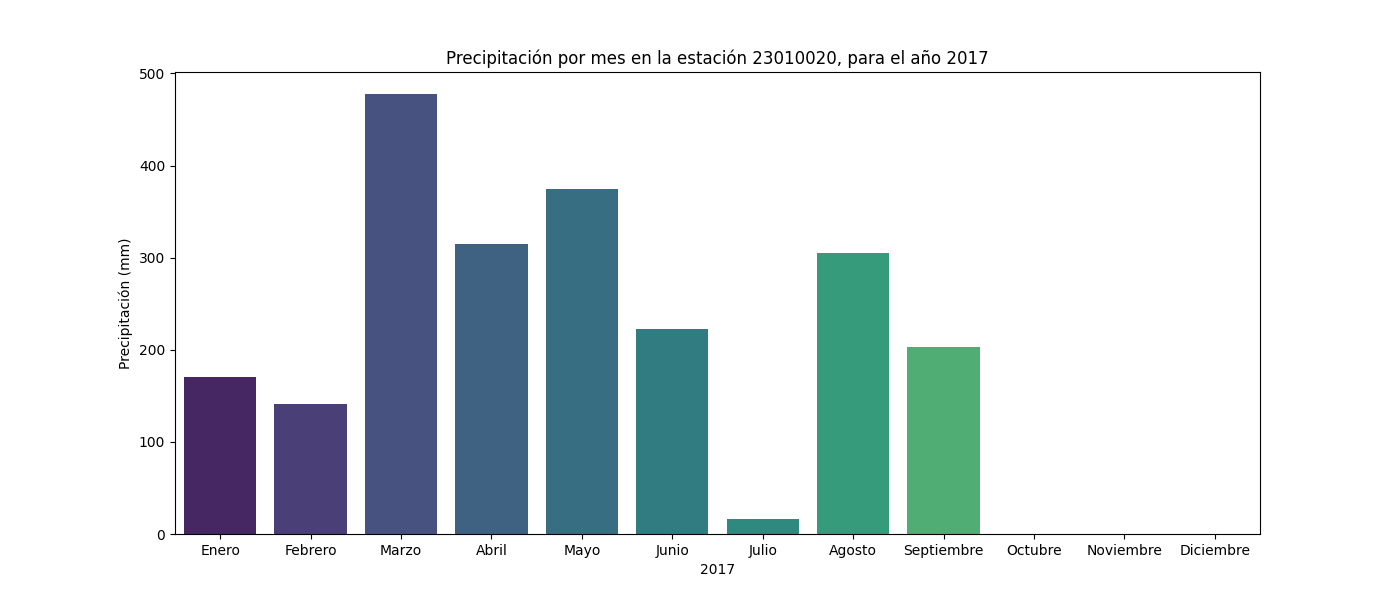 Precipitación por mes en la estación 23010020, para el año 2017
Precipitación (mm)
500
400
300
200
100
0
Enero Febrero Marzo Abril Mayo Junio Julio Agosto Septiembre Octubre Noviembre Diciembre
2017